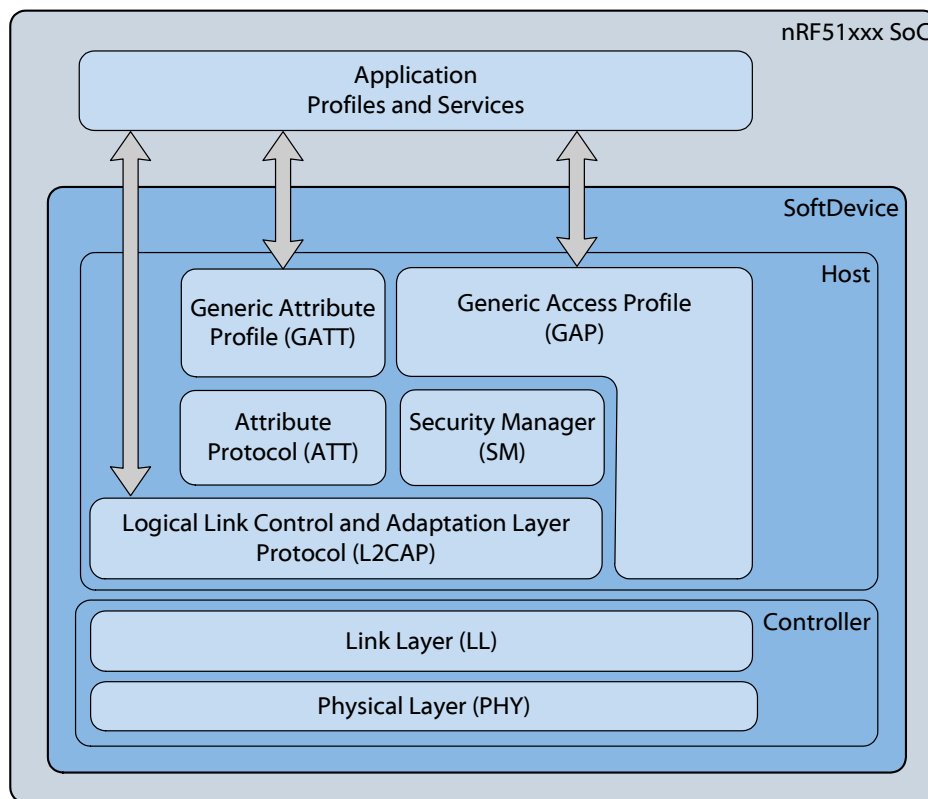 nRF51xxx SoC
Application
Profiles and Services
SoftDevice
Host
Generic Attribute
Profile (GATT)
Generic Access Profile
(GAP)
Attribute
Protocol (ATT)
Security Manager
(SM)
Logical Link Control and Adaptation Layer
Protocol (L2CAP)
Controller
Link Layer (LL)
Physical Layer (PHY)